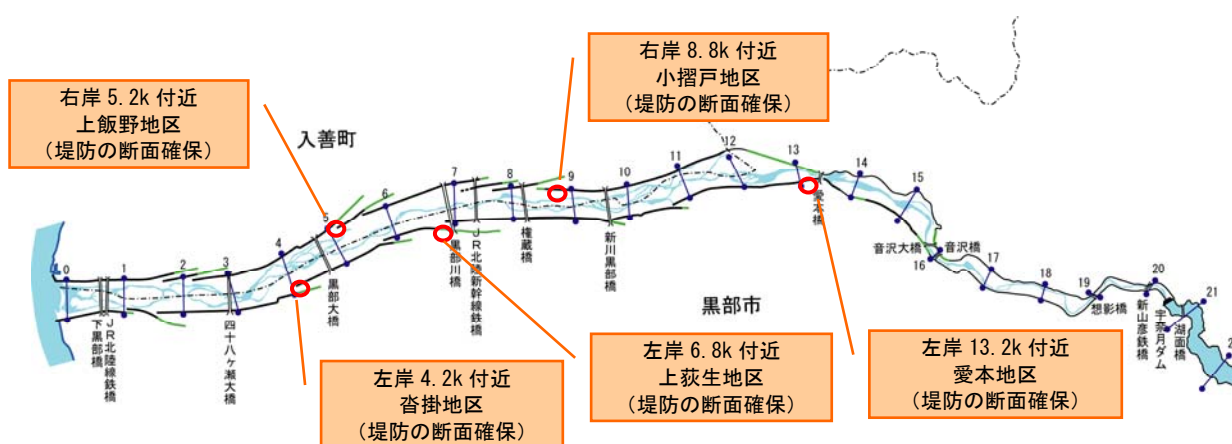 右岸 8.8k 付近
小摺戸地区
(堤防の断面確保)
右岸 5.2k 付近
上飯野地区
(堤防の断面確保)
入善町
0
1
2
3
4
5
6
7
8
9
10
11
12
13
14
15
16
17
18
19
20
21
下黒部橋
JR北陸線鉄橋
四十八ヶ瀬大橋
黒部大橋
黒部川橋
JR北陸新幹線鉄橋
権蔵橋
新川黒部橋
愛本橋
音沢大橋
音沢橋
想影橋
新山彦鉄橋
宇奈月ダム
湖面橋
黒部市
左岸 4.2k 付近
沓掛地区
(堤防の断面確保)
左岸 6.8k 付近
上荻生地区
(堤防の断面確保)
左岸 13.2k 付近
愛本地区
(堤防の断面確保)